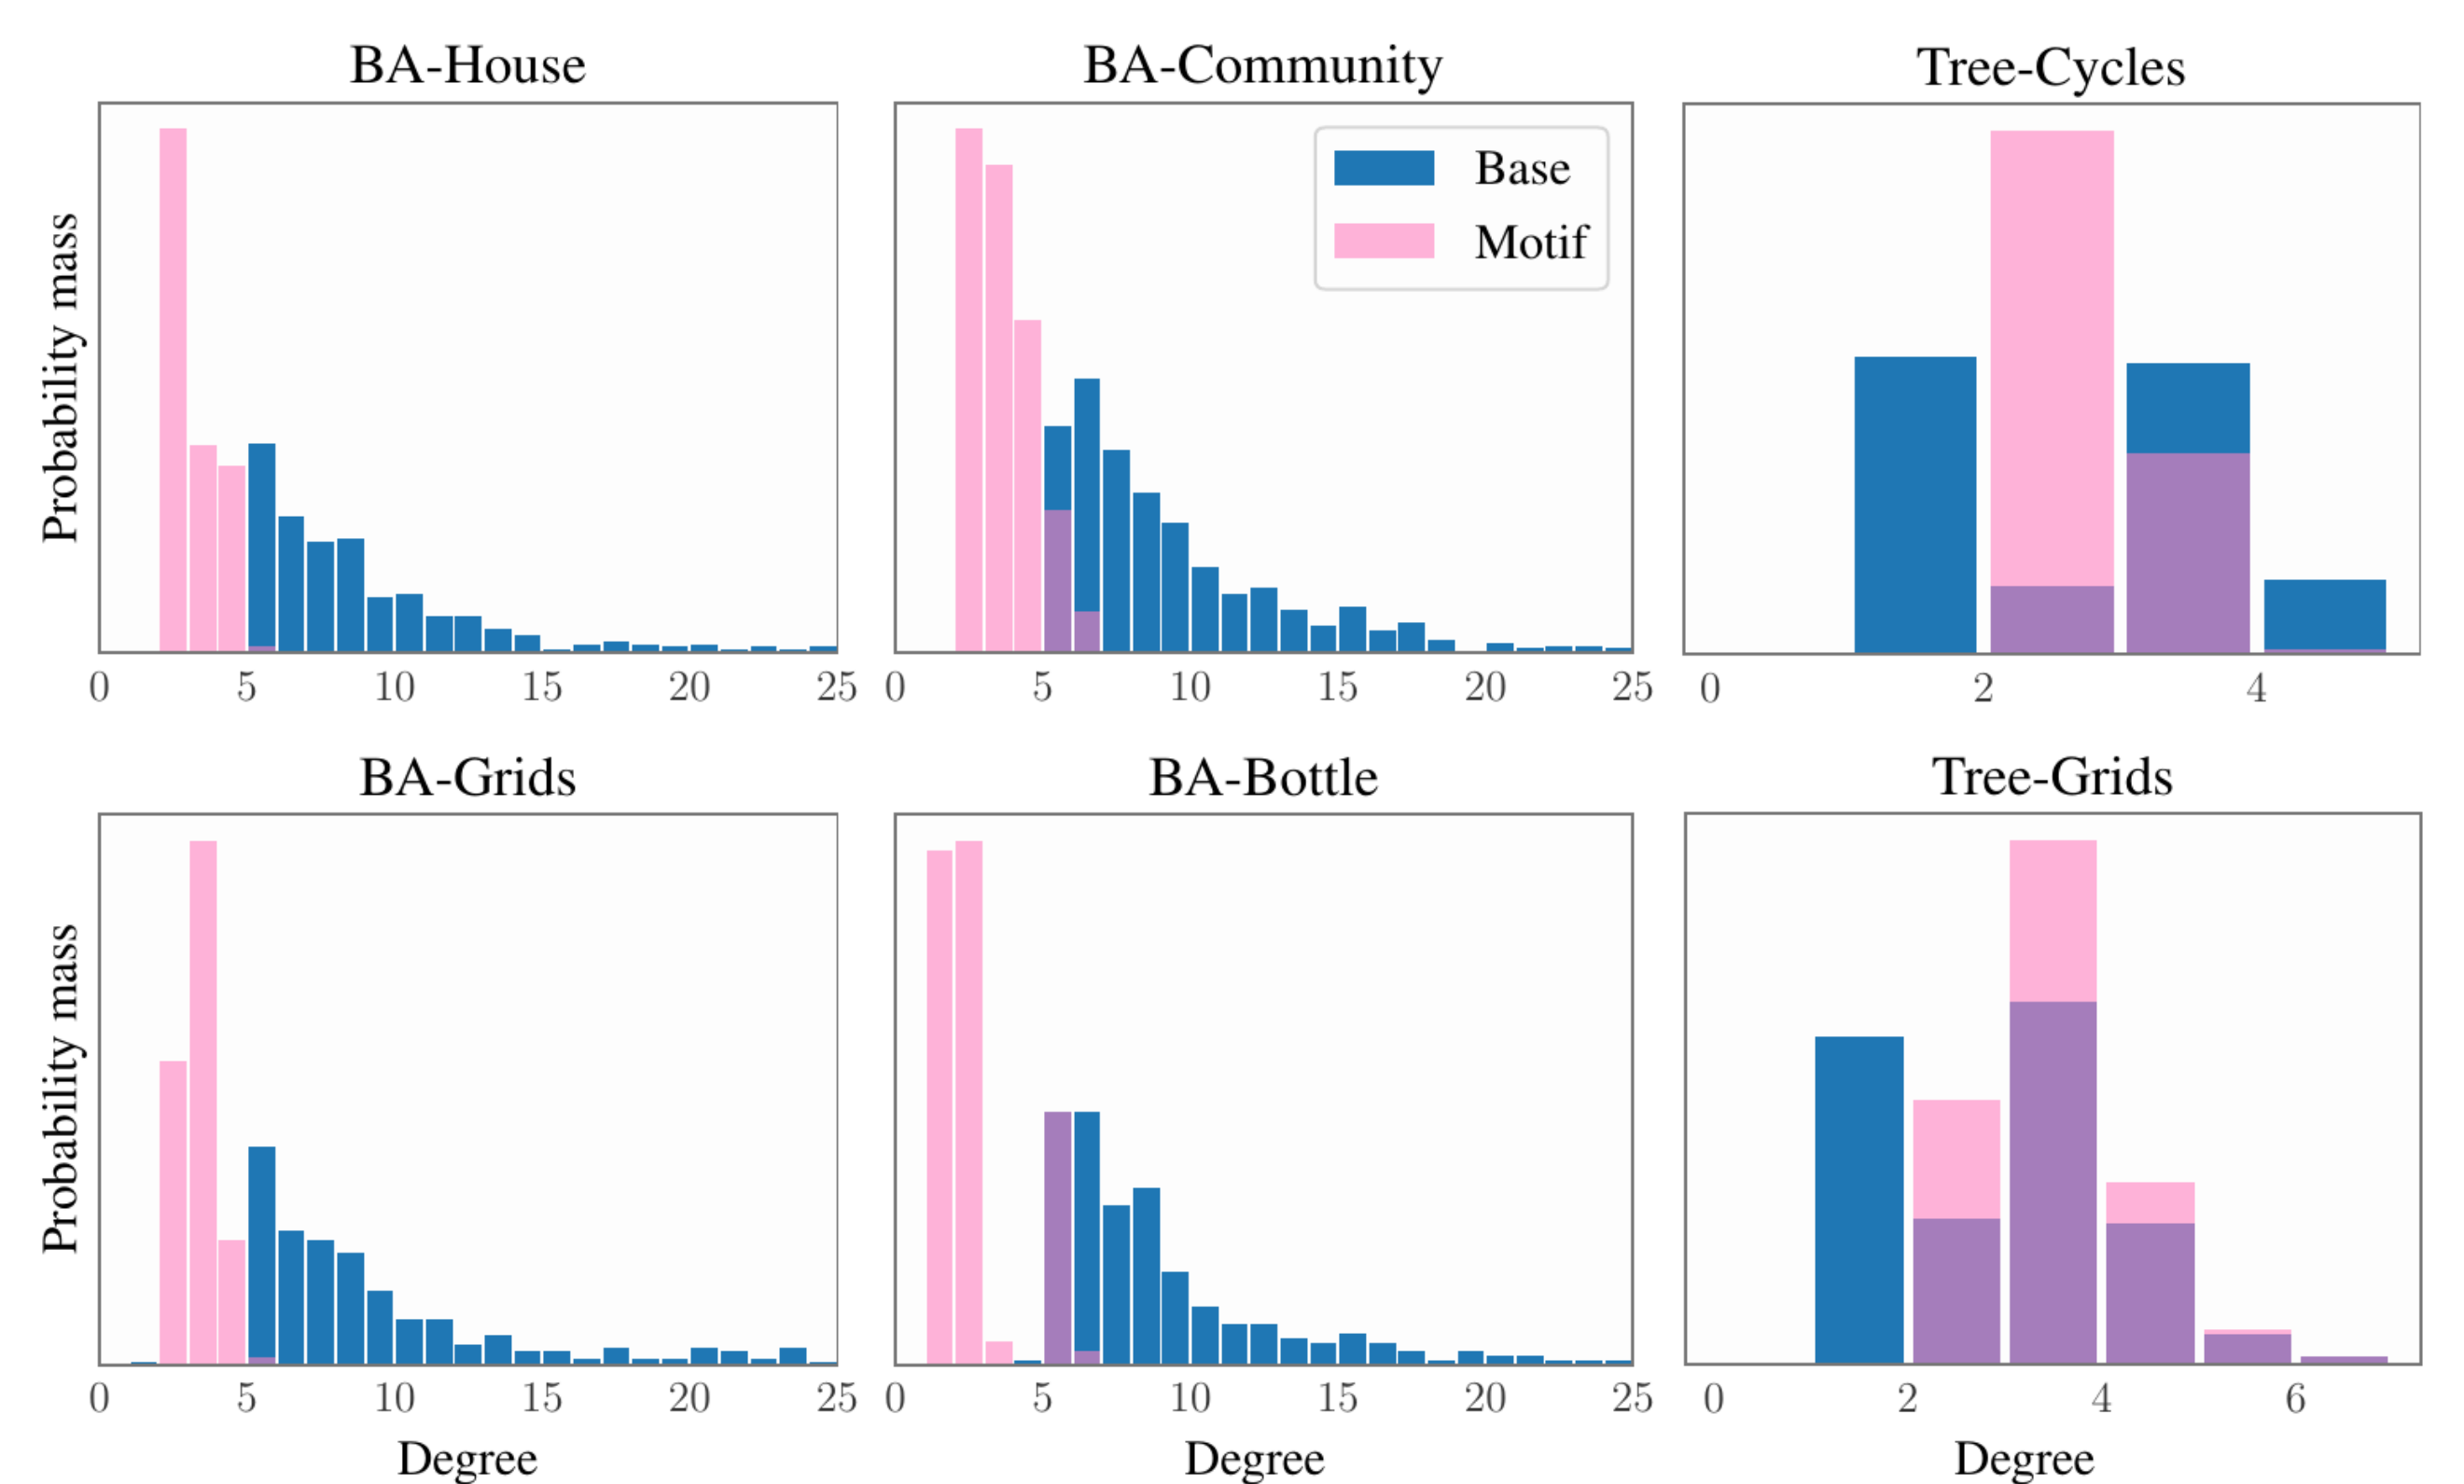 BA-House
BA-Community
Tree-Cycles
Probability mass
Base
Motif
0 5 10 15 20 25
0 5 10 15 20 25
0 2 4
BA-Grids
BA-Bottle
Tree-Grids
Probability mass
0 5 10 15 20 25
0 5 10 15 20 25
0 2 4 6
Degree
Degree
Degree